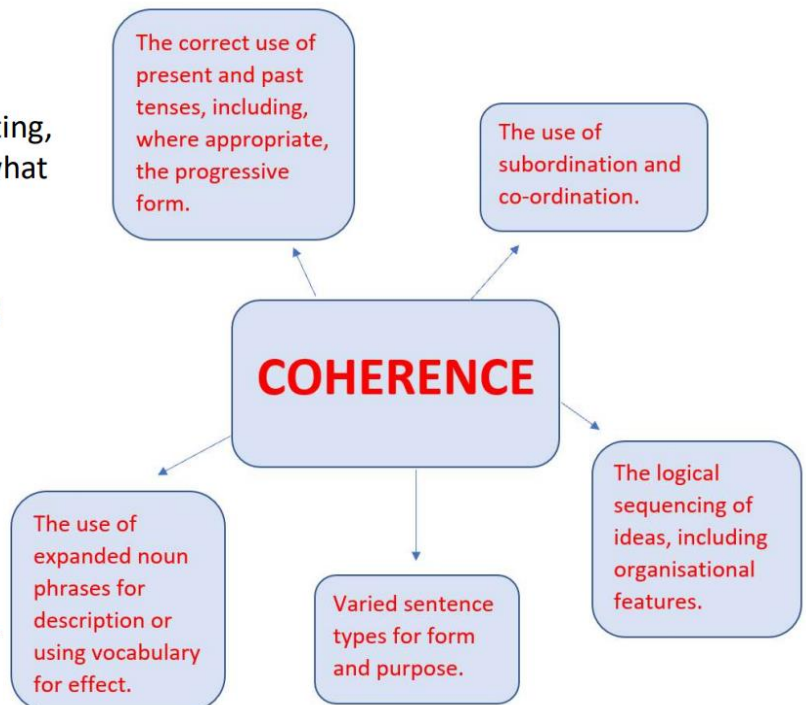 The correct use of
present and past
tenses, including,
where appropriate,
the progressive
form.
The use of
subordination and
co-ordination.
what
COHERENCE
The logical
sequencing of
ideas, including
organisational
features.
The use of
expanded noun
phrases for
description or
using vocabulary
for effect.
Varied sentence
types for form
and purpose.